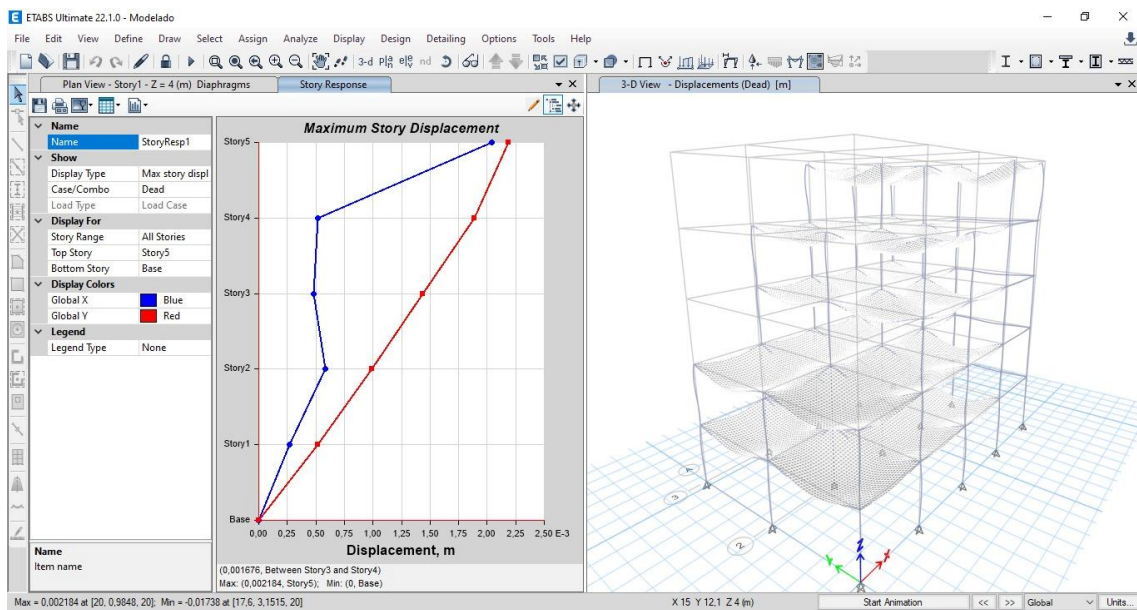 ETABS Ultimate 22.1.0 - Modelado
File Edit View Define Draw Select Assign Analyze Display Design Detailing Options Tools Help
3-d
nd
Plan View - Story1 - Z = 4 (m) Diaphragms
Story Response
3-D View - Displacements (Dead) [m]
Name
Name StoryResp1
Show
Display Type Max story displ
Case/Combo Dead
Load Type Load Case
Display For
Story Range All Stories
Top Story Story5
Bottom Story Base
Display Colors
Global X Blue
Global Y Red
Legend
Legend Type None
Name
Item name
Maximum Story Displacement
Story5
Story4
Story3
Story2
Story1
Base
0,00 0,25 0,50 0,75 1,00 1,25 1,50 1,75 2,00 2,25 2,50 E-3
Displacement, m
(0,001676, Between Story3 and Story4)
Max: (0,002184, Story5); Min: (0, Base)
4
3
2
Z
Y
X
Max = 0,002184 at [20, 0,9848, 20]; Min = -0,01738 at [17,6, 3,1515, 20]
X 15 Y 12,1 Z 4 (m)
Start Animation
<< >>
Global
Units...